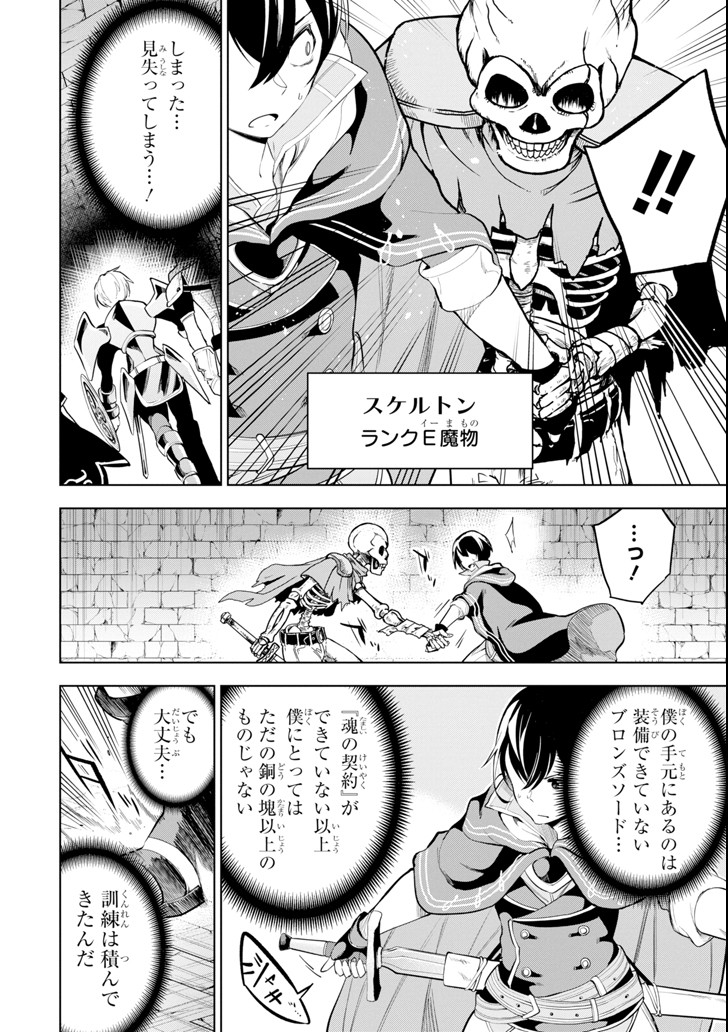 !!
スケルトン
ランクE魔物
しまった…
見失ってしまう…！
…っ！
僕の手元にあるのは
装備できていない
ブロンズソード…
『魂の契約』が
できていない以上
僕にとっては
ただの銅の塊以上の
ものじゃない
シャキ
でも
大丈夫…
訓練は積んで
きたんだ